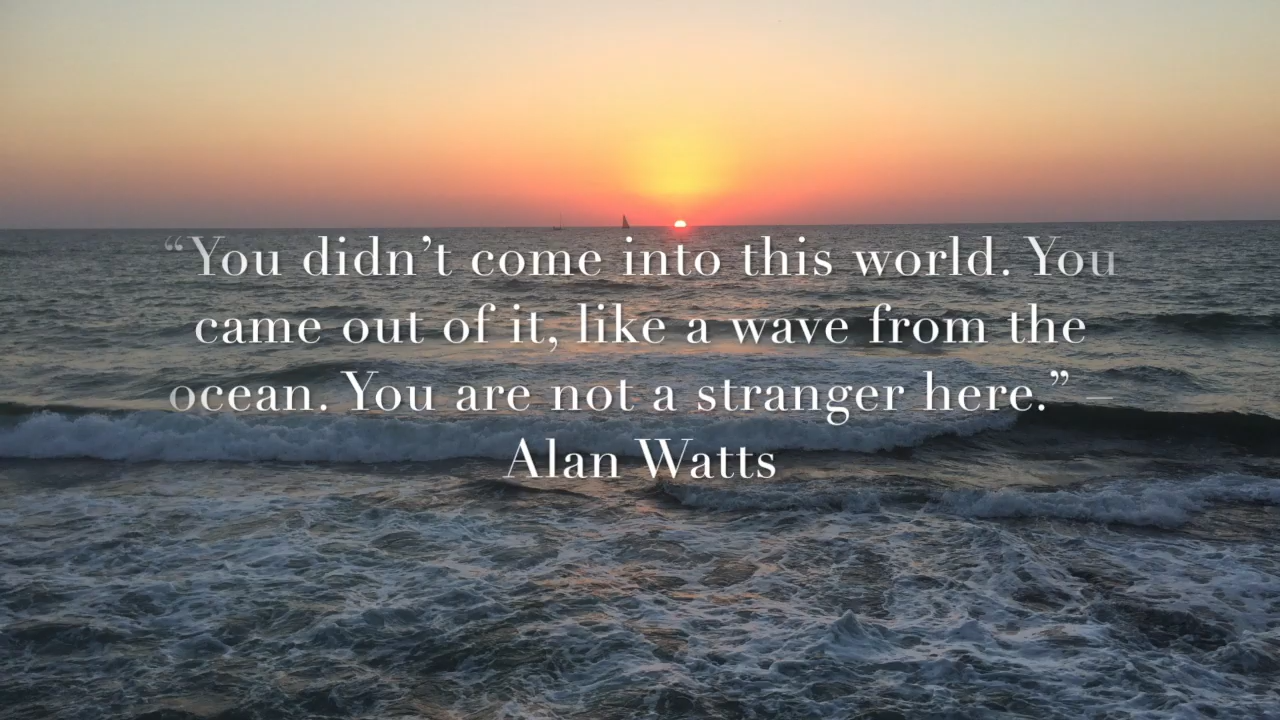 “You didn’t come into this world. You
came out of it, like a wave from the
ocean. You are not a stranger here.” –
Alan Watts